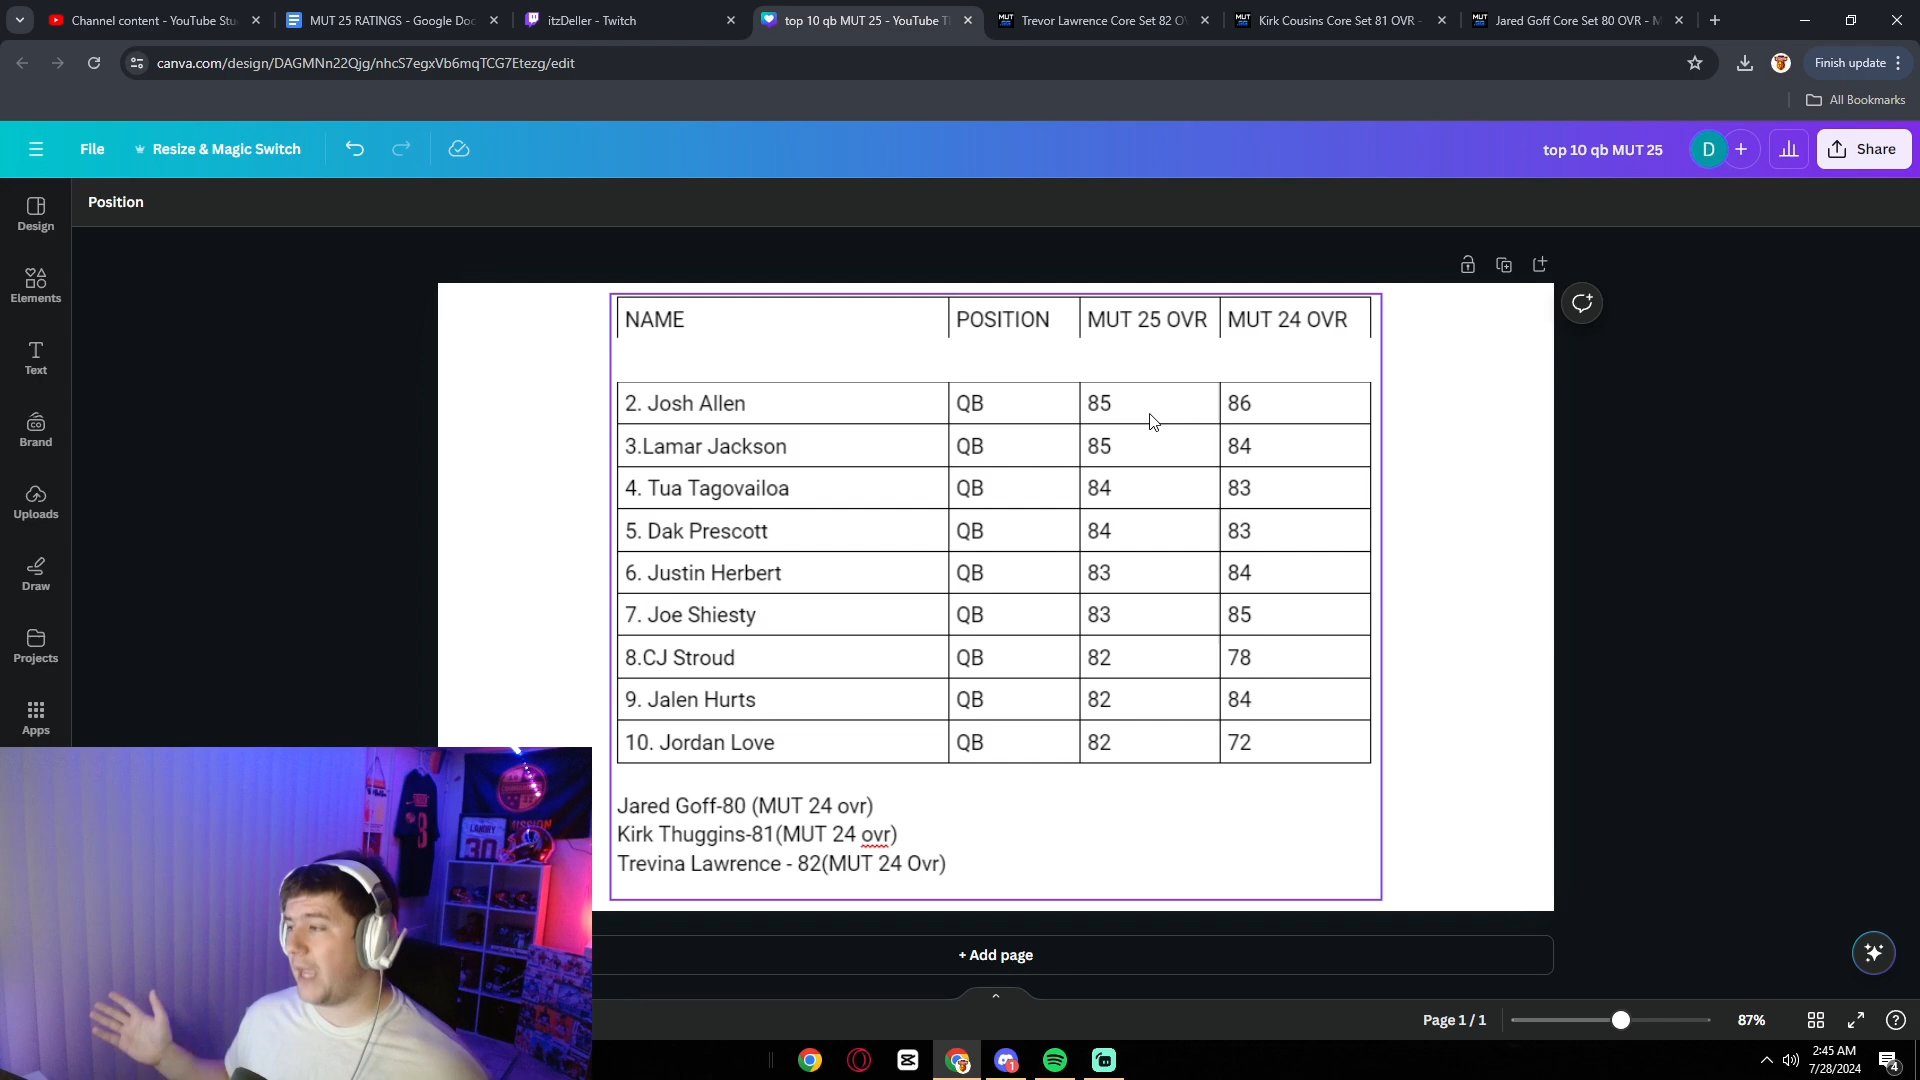 Channel content - YouTube Stu
MUT 25 RATINGS - Google Doc
itzDeller - Twitch
top 10 qb MUT 25 - YouTube T
Trevor Lawrence Core Set 82 O
Kirk Cousins Core Set 81 OVR -
Jared Goff Core Set 80 OVR - M
canva.com/design/DAGMNn22Qjg/nhcS7egxVb6mqTCG7Etezg/edit
Finish update
All Bookmarks
File
Resize & Magic Switch
top 10 qb MUT 25
D
Share
Position
Design
Elements
Text
Brand
Uploads
Draw
Projects
Apps
NAME POSITION MUT 25 OVR MUT 24 OVR
2. Josh Allen QB 85 86
3.Lamar Jackson QB 85 84
4. Tua Tagovailoa QB 84 83
5. Dak Prescott QB 84 83
6. Justin Herbert QB 83 84
7. Joe Shiesty QB 83 85
8.CJ Stroud QB 82 78
9. Jalen Hurts QB 82 84
10. Jordan Love QB 82 72
Jared Goff-80 (MUT 24 ovr)
Kirk Thuggins-81(MUT 24 ovr)
Trevina Lawrence - 82(MUT 24 Ovr)
LANDRY
30
MISSION
+ Add page
Page 1 / 1
87%
2:45 AM
7/28/2024